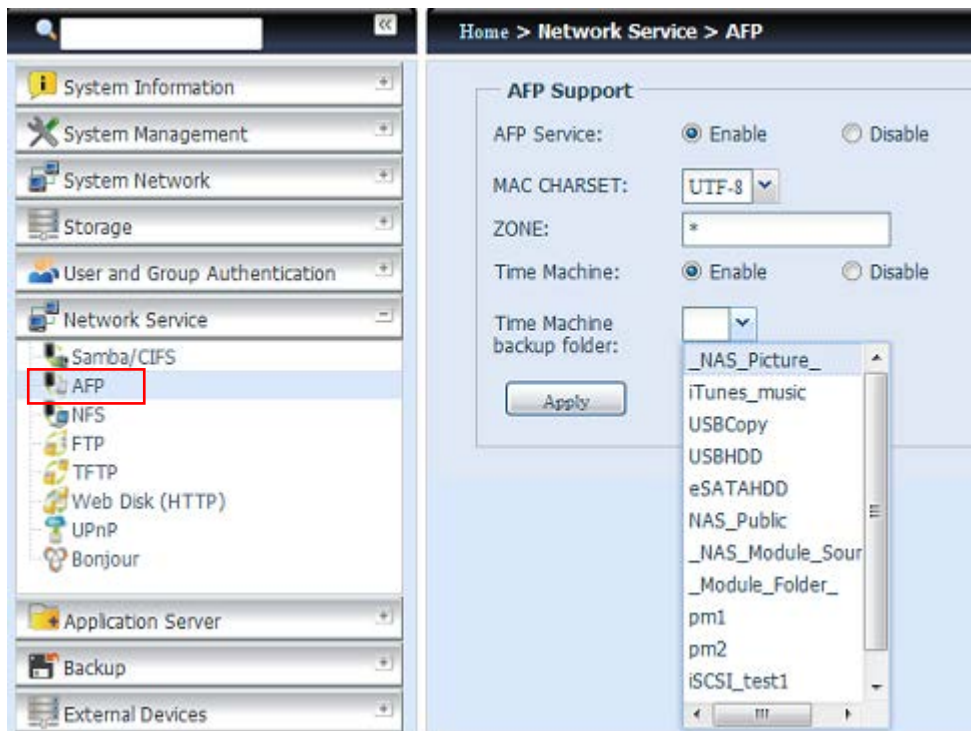 Home > Network Service > AFP
System Information
System Management
System Network
Storage
User and Group Authentication
Network Service
Samba/CIFS
AFP
NFS
FTP
TFTP
Web Disk (HTTP)
UPnP
Bonjour
Application Server
Backup
External Devices
AFP Support
AFP Service: Enable Disable
MAC CHARSET: UTF-8
ZONE: *
Time Machine: Enable Disable
Time Machine
backup folder:
_NAS_Picture_
iTunes_music
USBCopy
USBHDD
eSATAHDD
NAS_Public
_NAS_Module_Sour
_Module_Folder_
pm1
pm2
iSCSI_test1
Apply